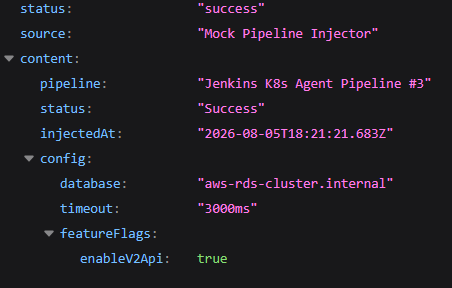 status: "success"
source: "Mock Pipeline Injector"
content:
pipeline: "Jenkins K8s Agent Pipeline #3"
status: "Success"
injectedAt: "2026-08-05T18:21:21.683Z"
config:
database: "aws-rds-cluster.internal"
timeout: "3000ms"
featureFlags:
enableV2Api: true